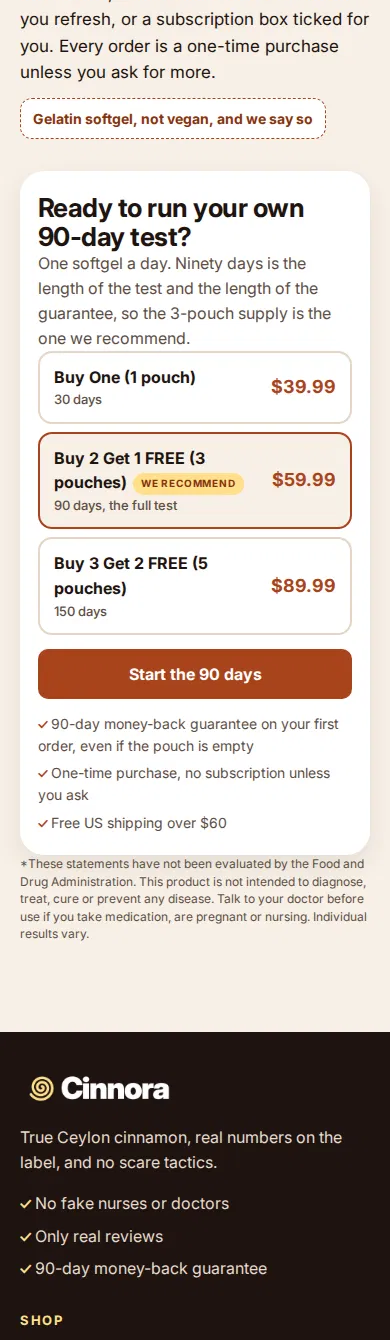 you refresh, or a subscription box ticked for
you. Every order is a one-time purchase
unless you ask for more.
Gelatin softgel, not vegan, and we say so
Ready to run your own
90-day test?
One softgel a day. Ninety days is the
length of the test and the length of the
guarantee, so the 3-pouch supply is the
one we recommend.
Buy One (1 pouch)
30 days
$39.99
Buy 2 Get 1 FREE (3
pouches) WE RECOMMEND
90 days, the full test
$59.99
Buy 3 Get 2 FREE (5
pouches)
150 days
$89.99
Start the 90 days
✓ 90-day money-back guarantee on your first
order, even if the pouch is empty
✓ One-time purchase, no subscription unless
you ask
✓ Free US shipping over $60
*These statements have not been evaluated by the Food and
Drug Administration. This product is not intended to diagnose,
treat, cure or prevent any disease. Talk to your doctor before
use if you take medication, are pregnant or nursing. Individual
results vary.
Cinnora
True Ceylon cinnamon, real numbers on the
label, and no scare tactics.
✓ No fake nurses or doctors
✓ Only real reviews
✓ 90-day money-back guarantee
SHOP